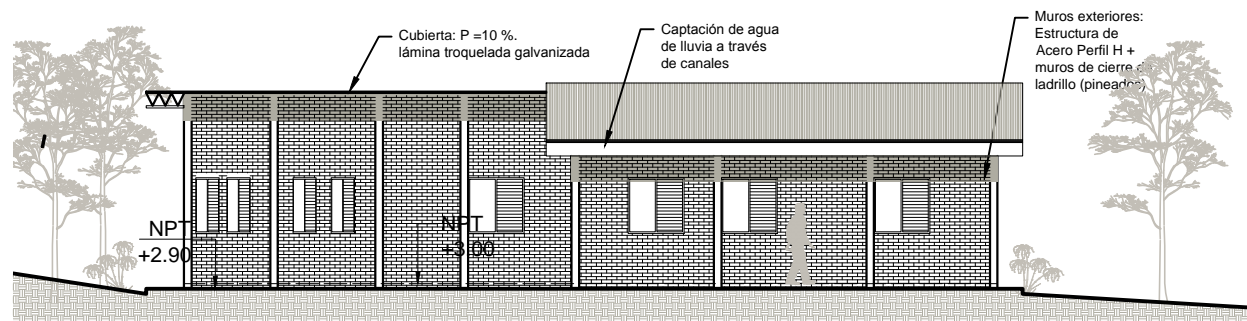 Cubierta: P =10 %.
lámina troquelada galvanizada
Captación de agua
de lluvia a través
de canales
Muros exteriores:
Estructura de
Acero Perfil H +
muros de cierre de
ladrillo (pineados)
NPT
+2.90
NPT
+3.00